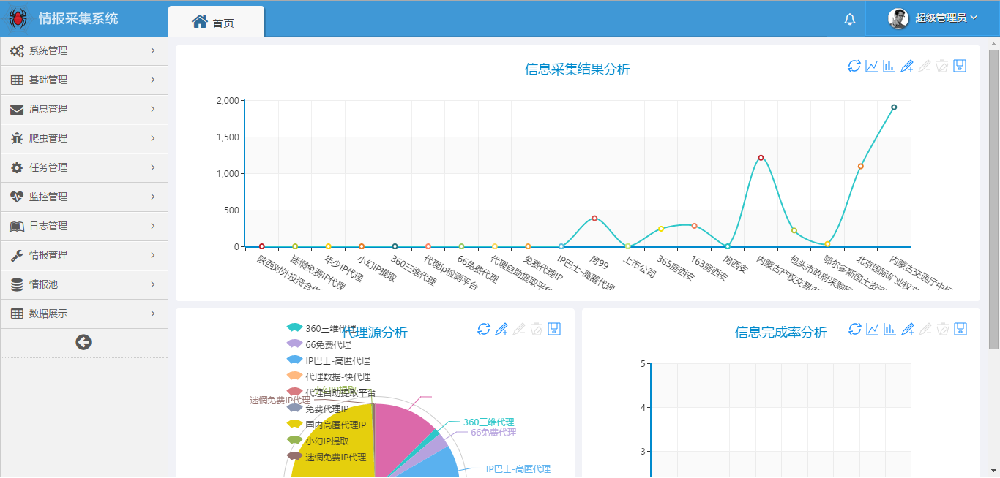 情报采集系统
首页
超级管理员
系统管理
基础管理
消息管理
爬虫管理
任务管理
监控管理
日志管理
情报管理
情报池
数据展示
信息采集结果分析
2,000
1,500
1,000
500
0
陕西对外投资合作
迷惘免费IP代理
年少IP代理
小幻IP提取
360三维代理
代理ip检测平台
66免费代理
代理自助提取平台
免费代理IP
IP巴士-高匿代理
房99
上市公司
365房西安
163房西安
房西安
内蒙古产权交易
包头市政府采购网
鄂尔多斯国土资源
北京国际矿业权
内蒙古交通厅中标
代理源分析
360三维代理
66免费代理
IP巴士-高匿代理
代理数据-快代理
代理自助提取平台
免费代理IP
国内高匿代理IP
小幻IP提取
迷惘免费IP代理
小幻IP提取
迷惘免费IP代理
360三维代理
66免费代理
IP巴士-高匿代理
信息完成率分析
5
4
3